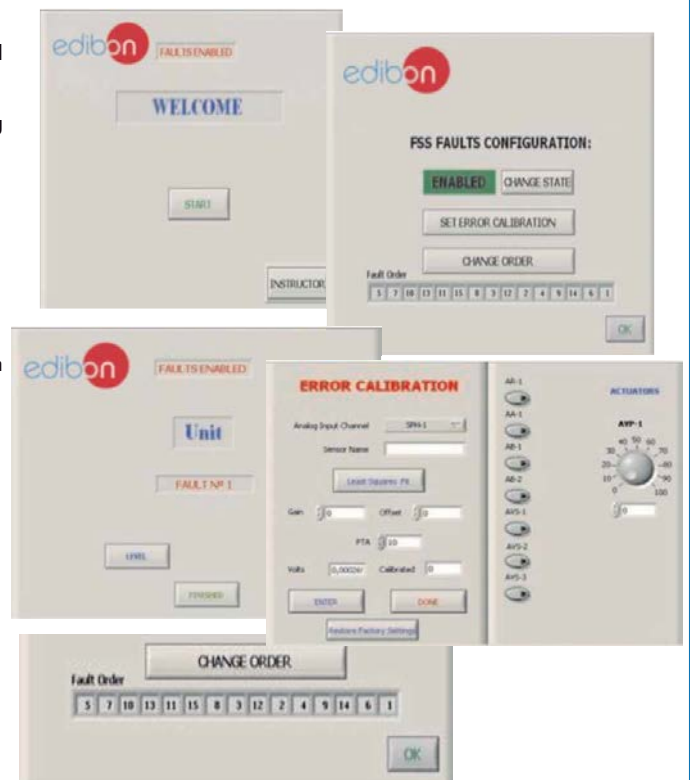 edibon FAULTS ENABLED
WELCOME
START
INSTRUCTOR
edibon
FSS FAULTS CONFIGURATION:
ENABLED CHANGE STATE
SET ERROR CALIBRATION
CHANGE ORDER
Fault Order
5 7 10 13 11 15 8 3 12 2 4 9 14 6 1
OK
edibon FAULTS ENABLED
Unit
FAULT Nº 1
LEVEL
FINISHED
ERROR CALIBRATION
Analog Input Channel
Sensor Name
Least Squares Fit
Gain 0 Offset 0
PTA 10
Volts Calibrated 0
ENTER DONE
Restore Factory Settings
AR-1
AA-1
AB-1
AB-2
AVS-1
AVS-2
AVS-3
ACTUATORS
AVP-1
0 10 20 30 40 50 60 70 80 90 100
0
CHANGE ORDER
Fault Order
5 7 10 13 11 15 8 3 12 2 4 9 14 6 1
OK